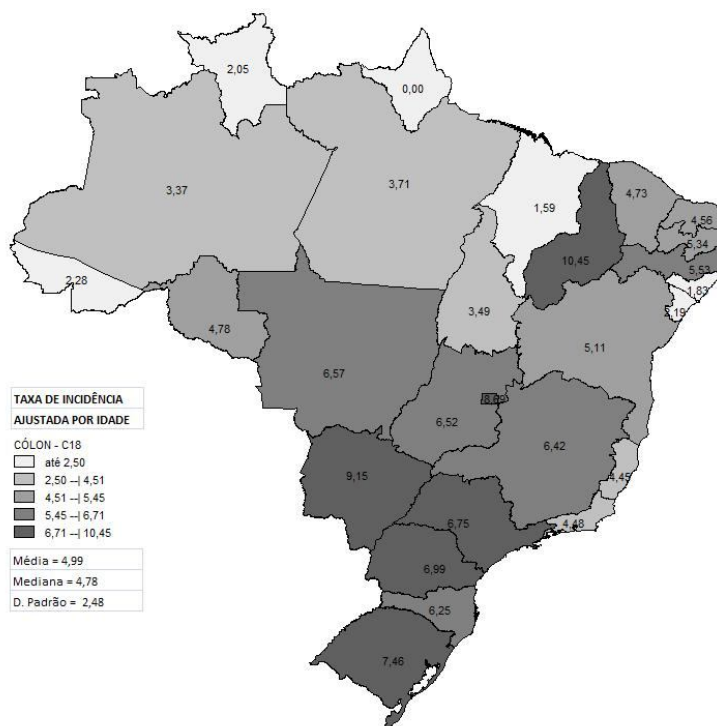 2,05
0,00
3,37
3,71
1,59
4,73
4,56
5,34
5,53
10,45
1,83
2,19
2,28
4,78
3,49
5,11
6,57
6,52
8,69
6,42
4,45
9,15
4,48
6,75
6,99
6,25
7,46
TAXA DE INCIDÊNCIA
AJUSTADA POR IDADE
CÓLON - C18
até 2,50
2,50 --| 4,51
4,51 --| 5,45
5,45 --| 6,71
6,71 --| 10,45
Média = 4,99
Mediana = 4,78
D. Padrão = 2,48